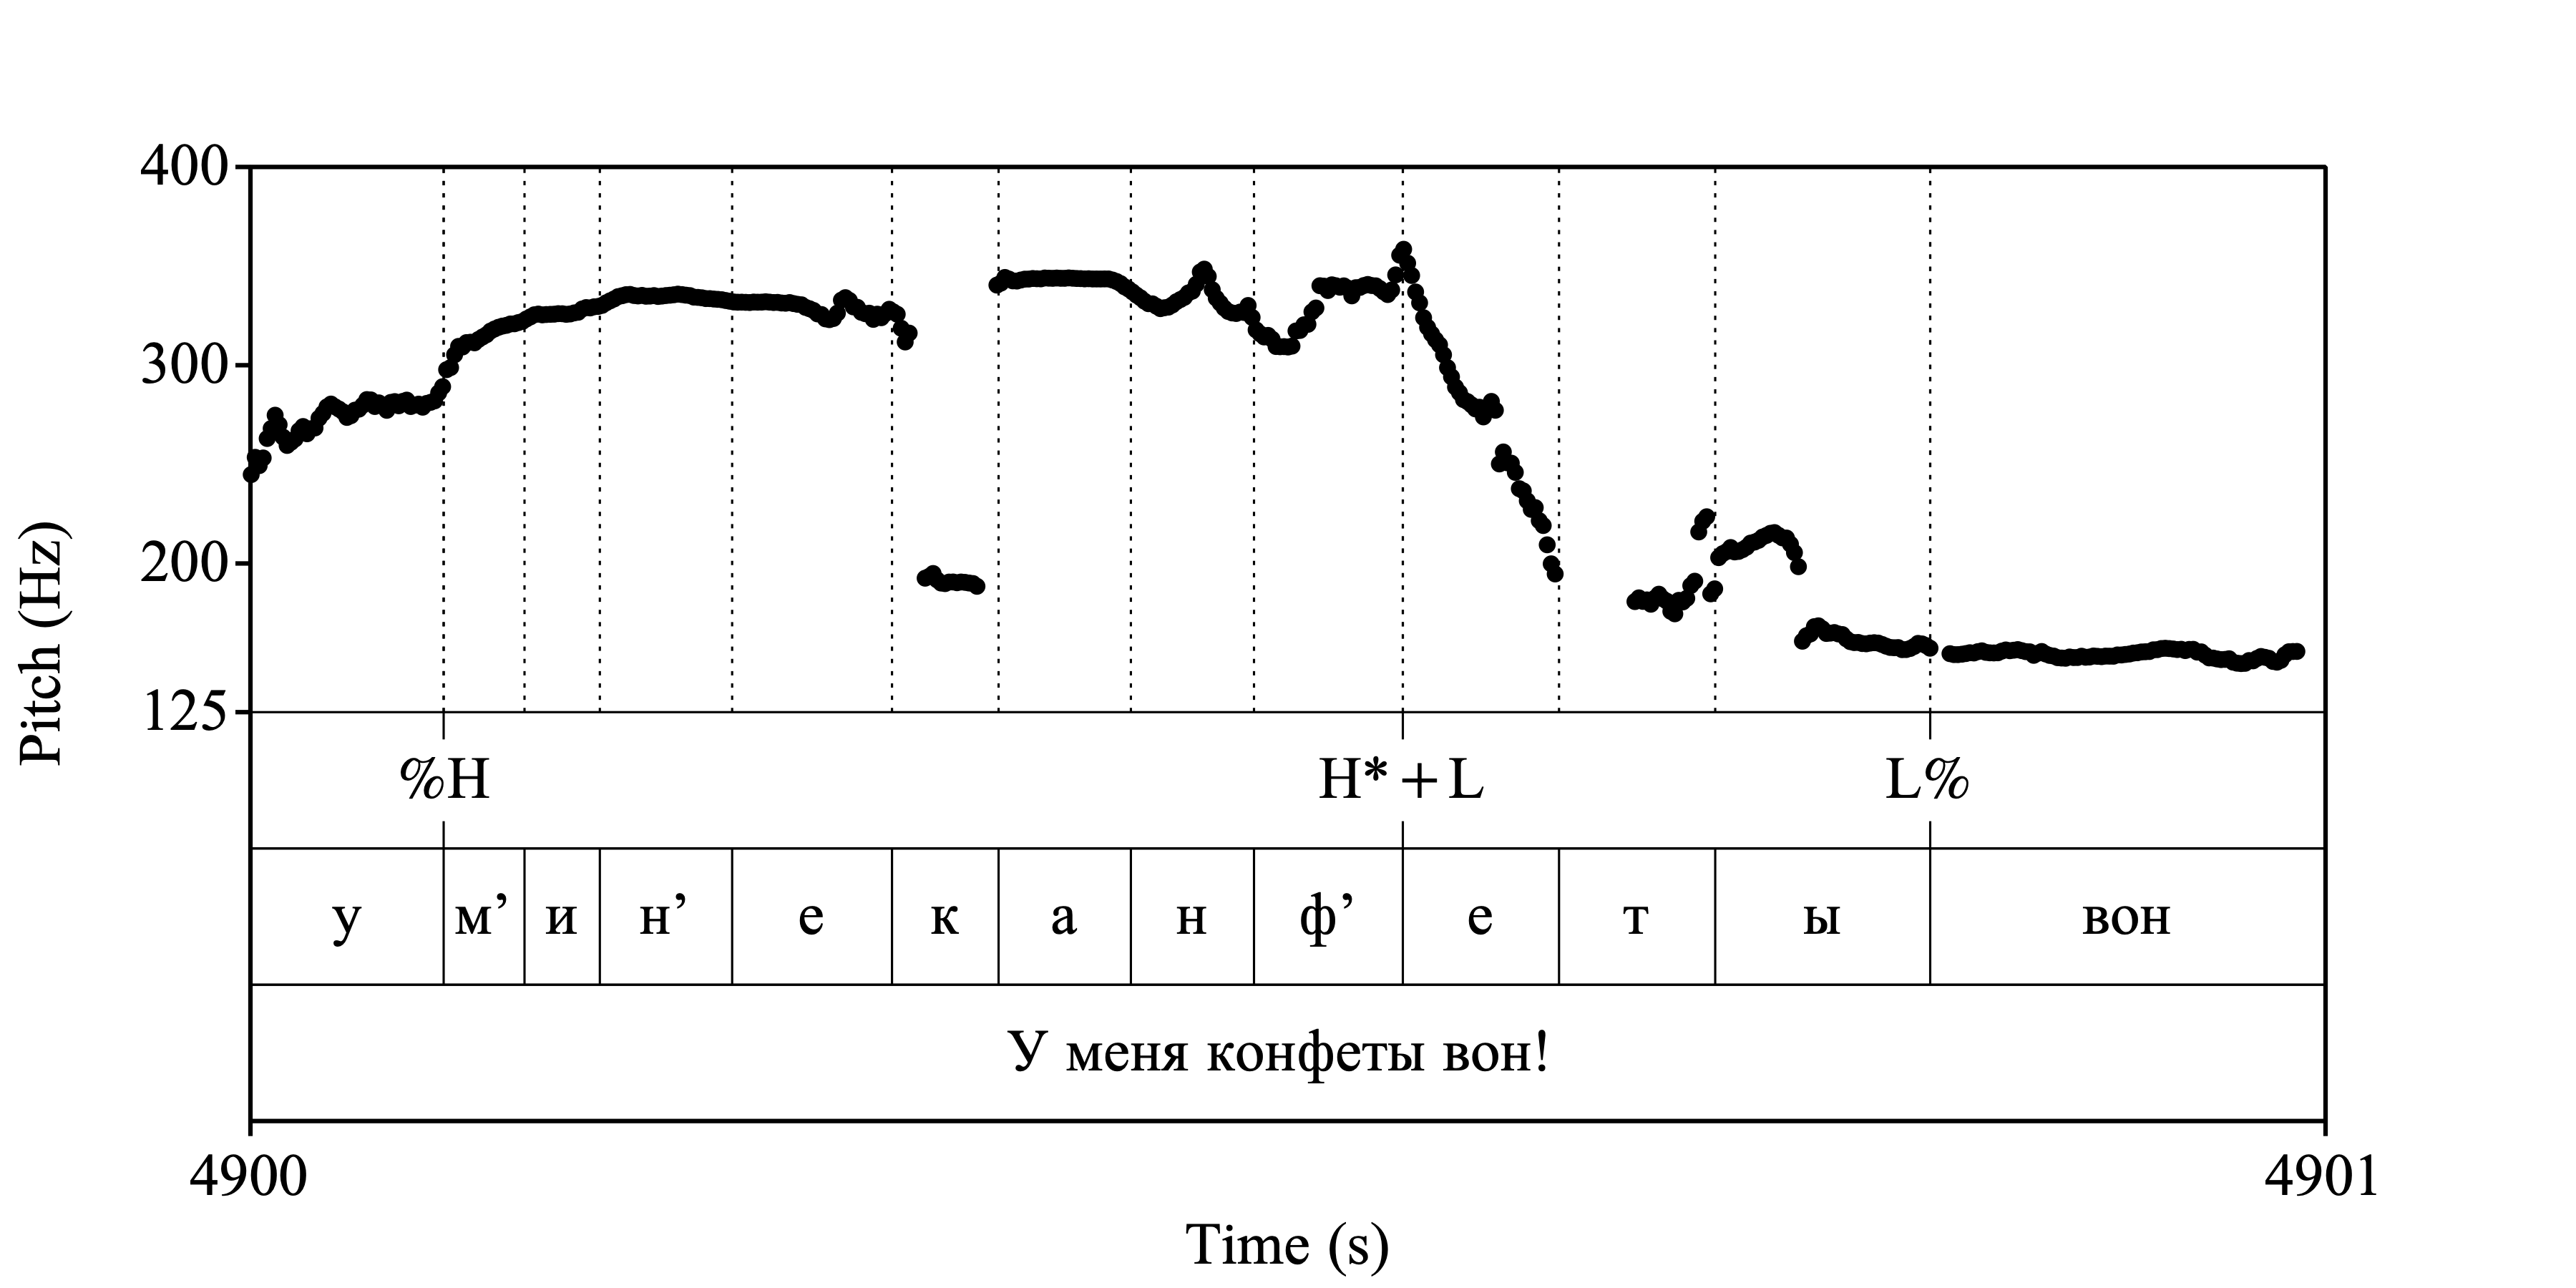 400
300
200
125
Pitch (Hz)
%H H* + L L%
у м’ и н’ е к а н ф’ е т ы вон
У меня конфеты вон!
4900 4901
Time (s)